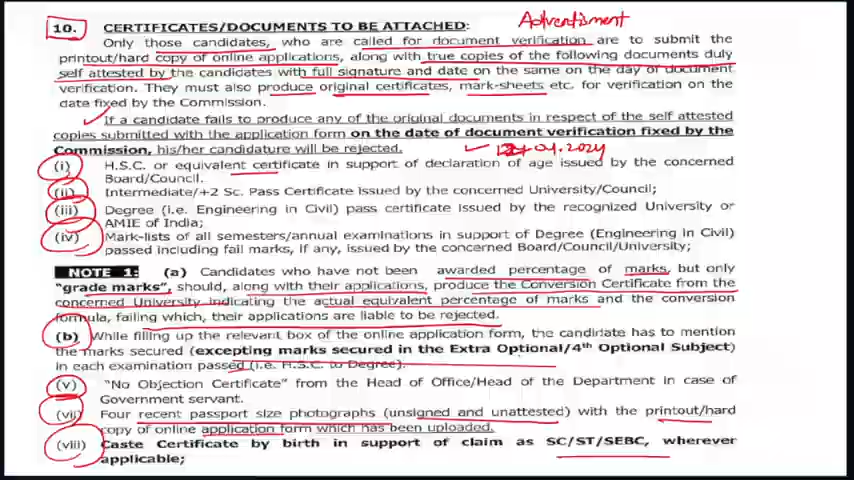 Advertisment
10. CERTIFICATES/DOCUMENTS TO BE ATTACHED:
Only those candidates, who are called for document verification are to submit the
printout/hard copy of online applications, along with true copies of the following documents duly
self attested by the candidates with full signature and date on the same on the day of document
verification. They must also produce original certificates, mark-sheets etc. for verification on the
date fixed by the Commission.
If a candidate fails to produce any of the original documents in respect of the self attested
copies submitted with the application form on the date of document verification fixed by the
Commission, his/her candidature will be rejected.
04.2024
(i) H.S.C. or equivalent certificate in support of declaration of age issued by the concerned
Board/Council.
(ii) Intermediate/+2 Sc. Pass Certificate issued by the concerned University/Council;
(iii) Degree (i.e. Engineering in Civil) pass certificate issued by the recognized University or
AMIE of India;
(iv) Mark-lists of all semesters/annual examinations in support of Degree (Engineering in Civil)
passed including fail marks, if any, issued by the concerned Board/Council/University;
NOTE 1: (a) Candidates who have not been awarded percentage of marks, but only
"grade marks", should, along with their applications, produce the Conversion Certificate from the
concerned University indicating the actual equivalent percentage of marks and the conversion
formula, failing which, their applications are liable to be rejected.
(b) While filling up the relevant box of the online application form, the candidate has to mention
the marks secured (excepting marks secured in the Extra Optional/4th Optional Subject)
in each examination passed (i.e. H.S.C. to Degree).
(v) "No Objection Certificate" from the Head of Office/Head of the Department in case of
Government servant.
(vi) Four recent passport size photographs (unsigned and unattested) with the printout/hard
copy of online application form which has been uploaded.
(viii) Caste Certificate by birth in support of claim as SC/ST/SEBC, wherever
applicable;